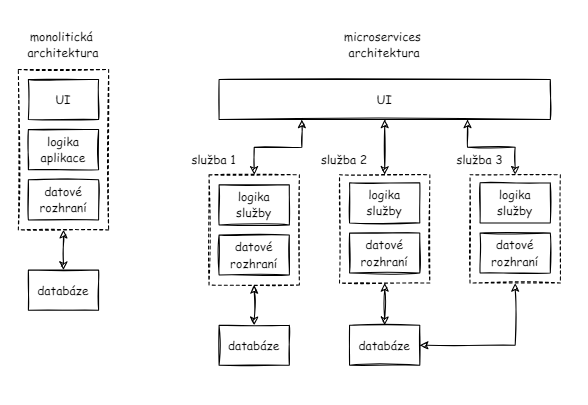 monolitická
architektura
UI
logika
aplikace
datové
rozhraní
databáze
microservices
architektura
UI
služba 1
služba 2
služba 3
logika
služby
datové
rozhraní
databáze
logika
služby
datové
rozhraní
databáze
logika
služby
datové
rozhraní